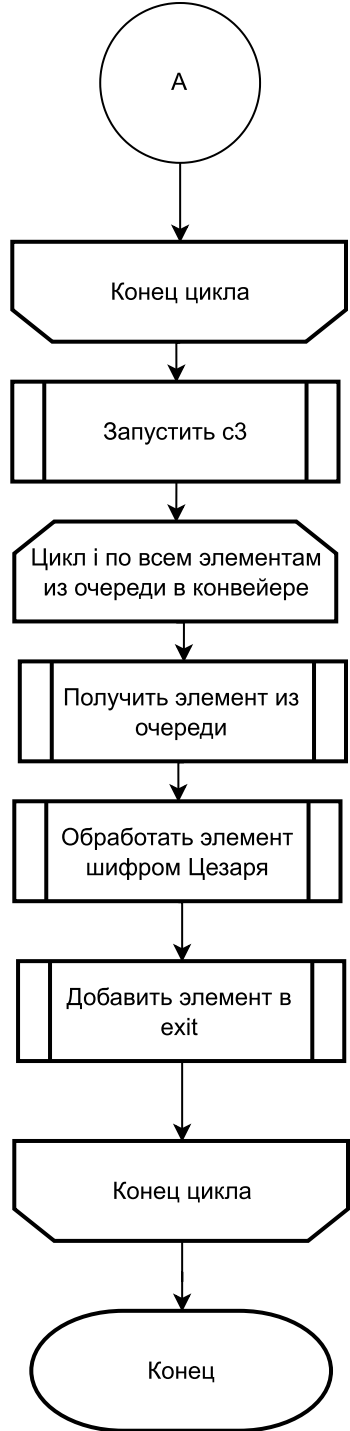 А
Конец цикла
Запустить с3
Цикл i по всем элементам
из очереди в конвейере
Получить элемент из
очереди
Обработать элемент
шифром Цезаря
Добавить элемент в
exit
Конец цикла
Конец